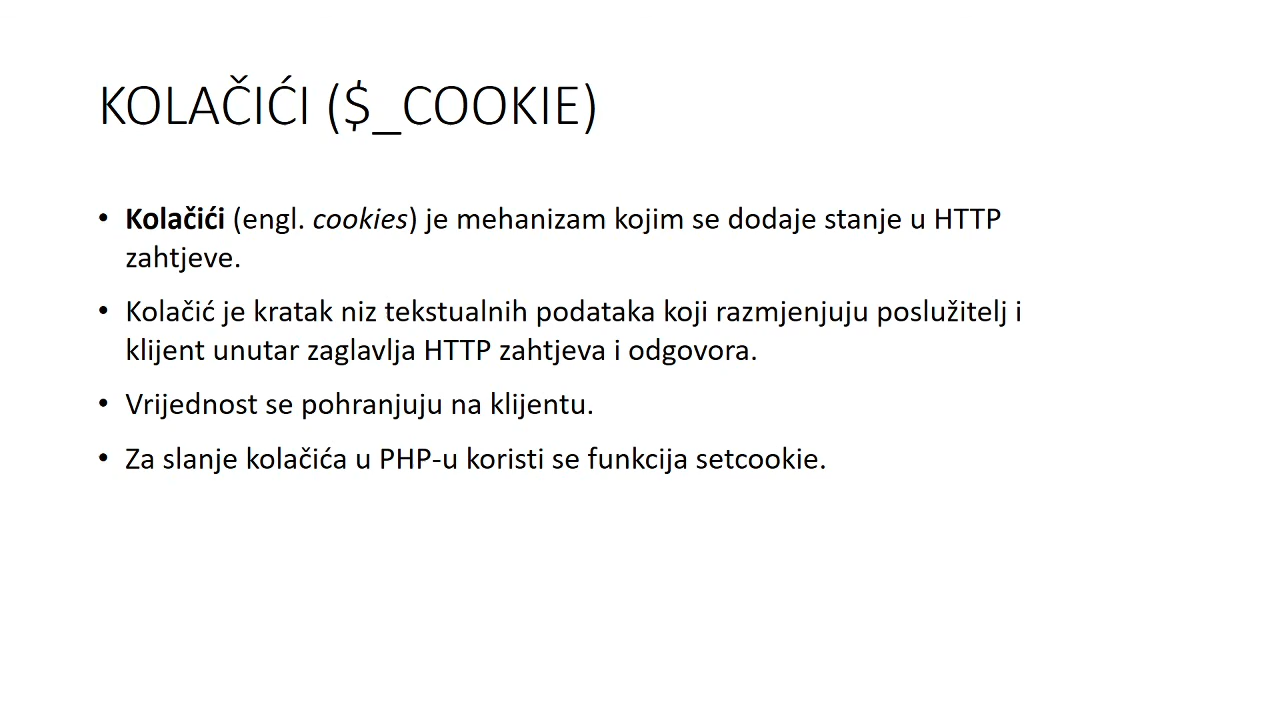 KOLAČIĆI ($_COOKIE)
• Kolačići (engl. cookies) je mehanizam kojim se dodaje stanje u HTTP
zahtjeve.
• Kolačić je kratak niz tekstualnih podataka koji razmjenjuju poslužitelj i
klijent unutar zaglavlja HTTP zahtjeva i odgovora.
• Vrijednost se pohranjuju na klijentu.
• Za slanje kolačića u PHP-u koristi se funkcija setcookie.